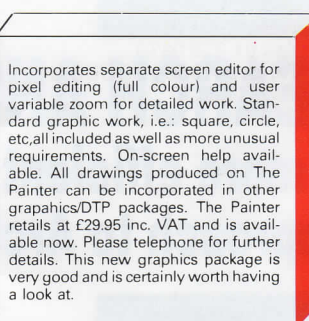 Incorporates separate screen editor for
pixel editing (full colour) and user
variable zoom for detailed work. Stan-
dard graphic work, i.e.: square, circle,
etc,all included as well as more unusual
requirements. On-screen help avail-
able. All drawings produced on The
Painter can be incorporated in other
grapahics/DTP packages. The Painter
retails at £29.95 inc. VAT and is avail-
able now. Please telephone for further
details. This new graphics package is
very good and is certainly worth having
a look at.